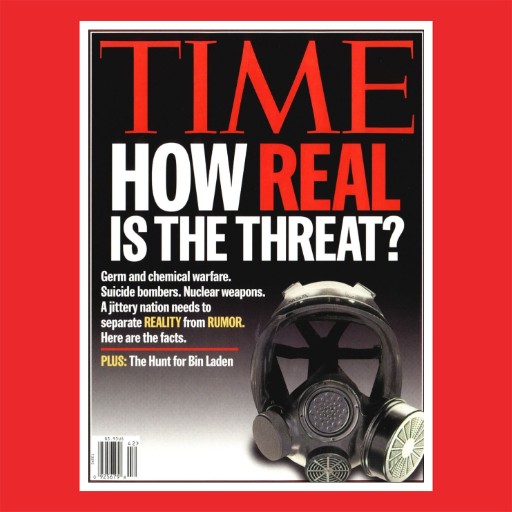 TIME
HOW REAL
IS THE THREAT?
Germ and chemical warfare.
Suicide bombers. Nuclear weapons.
A jittery nation needs to
separate REALITY from RUMOR.
Here are the facts.
PLUS: The Hunt for Bin Laden